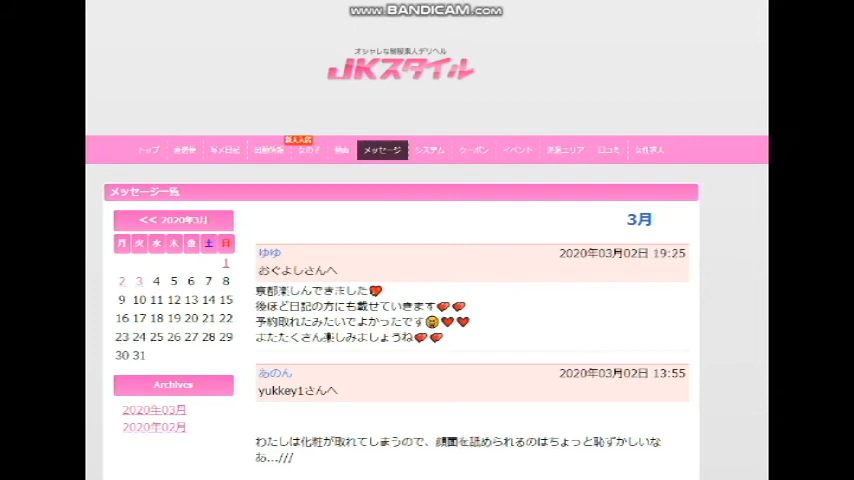 www.BANDICAM.com
オシャレな制服素人デリヘル
JKスタイル
新人入店
トップ
写メ日記
出勤情報
女の子
動画
メッセージ
システム
クーポン
イベント
派遣エリア
口コミ
女性求人
メッセージ一覧
<< 2020年3月
月 火 水 木 金 土 日
1
2 3 4 5 6 7 8
9 10 11 12 13 14 15
16 17 18 19 20 21 22
23 24 25 26 27 28 29
30 31
Archives
2020年03月
2020年02月
3月
ゆゆ 2020年03月02日 19:25
おぐよしさんへ
京都楽しんできました
後ほど日記の方にも載せていきます
予約取れたみたいでよかったです
またたくさん楽しみましょうね
あのん 2020年03月02日 13:55
yukkey1さんへ
わたしは化粧が取れてしまうので、顔面を舐められるのはちょっと恥ずかしいな
あ...///